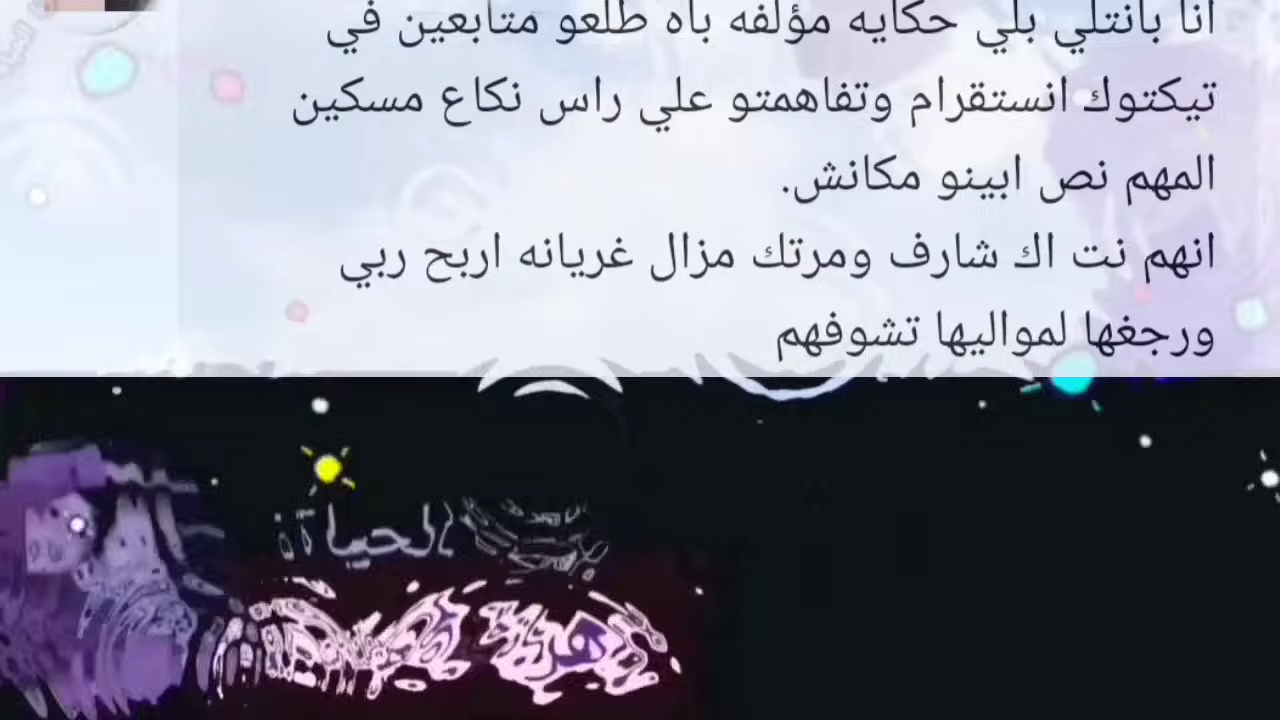 انا بانتلي بلي حكايه مؤلفه باه طلعو متابعين في
تيكتوك انستقرام وتفاهمتو علي راس نكاع مسكين
المهم نص ابينو مكانش.
انهم نت اك شارف ومرتك مزال غريانه اربح ربي
ورجغها لمواليها تشوفهم
الحياة